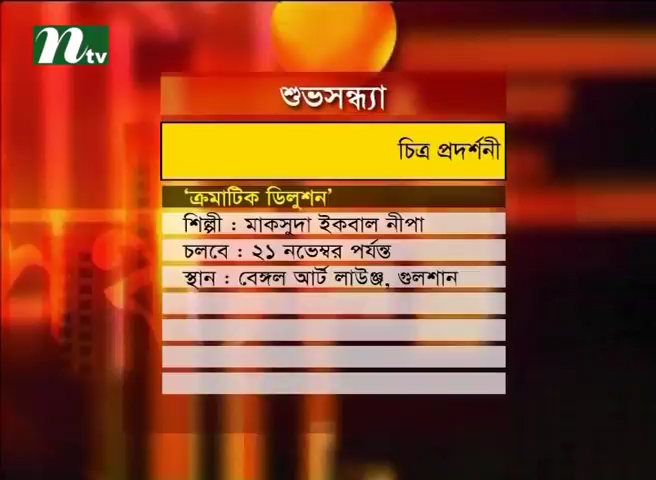 ntv
শুভসন্ধ্যা
চিত্র প্রদর্শনী
‘ক্রমাটিক ডিলুশন’
শিল্পী : মাকসুদা ইকবাল নীপা
চলবে : ২১ নভেম্বর পর্যন্ত
স্থান : বেঙ্গল আর্ট লাউঞ্জ, গুলশান